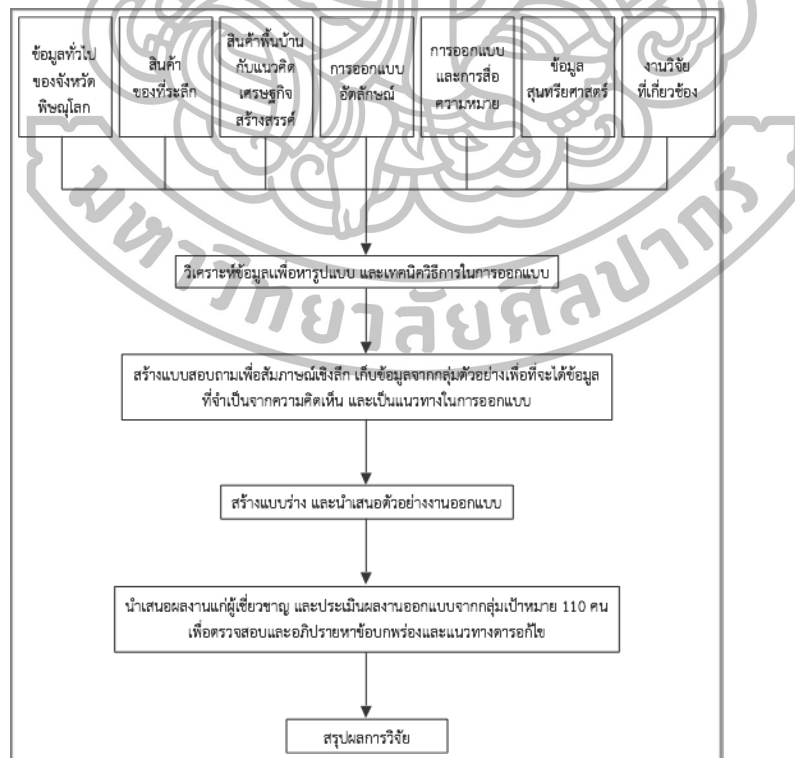 ข้อมูลทั่วไป
ของจังหวัด
พิษณุโลก
สินค้า
ของที่ระลึก
สินค้าพื้นบ้าน
กับแนวคิด
เศรษฐกิจ
สร้างสรรค์
การออกแบบ
อัตลักษณ์
การออกแบบ
และการสื่อ
ความหมาย
ข้อมูล
สุนทรียศาสตร์
งานวิจัย
ที่เกี่ยวข้อง
วิเคราะห์ข้อมูลเพื่อหารูปแบบ และเทคนิควิธีการในการออกแบบ
มหาวิทยาลัยศิลปากร
สร้างแบบสอบถามเพื่อสัมภาษณ์เชิงลึก เก็บข้อมูลจากกลุ่มตัวอย่างเพื่อที่จะได้ข้อมูล
ที่จำเป็นจากความคิดเห็น และเป็นแนวทางในการออกแบบ
สร้างแบบร่าง และนำเสนอตัวอย่างงานออกแบบ
นำเสนอผลงานแก่ผู้เชี่ยวชาญ และประเมินผลงานออกแบบจากกลุ่มเป้าหมาย 110 คน
เพื่อตรวจสอบและอภิปรายหาข้อบกพร่องและแนวทางตารอก้ไข
สรุปผลการวิจัย